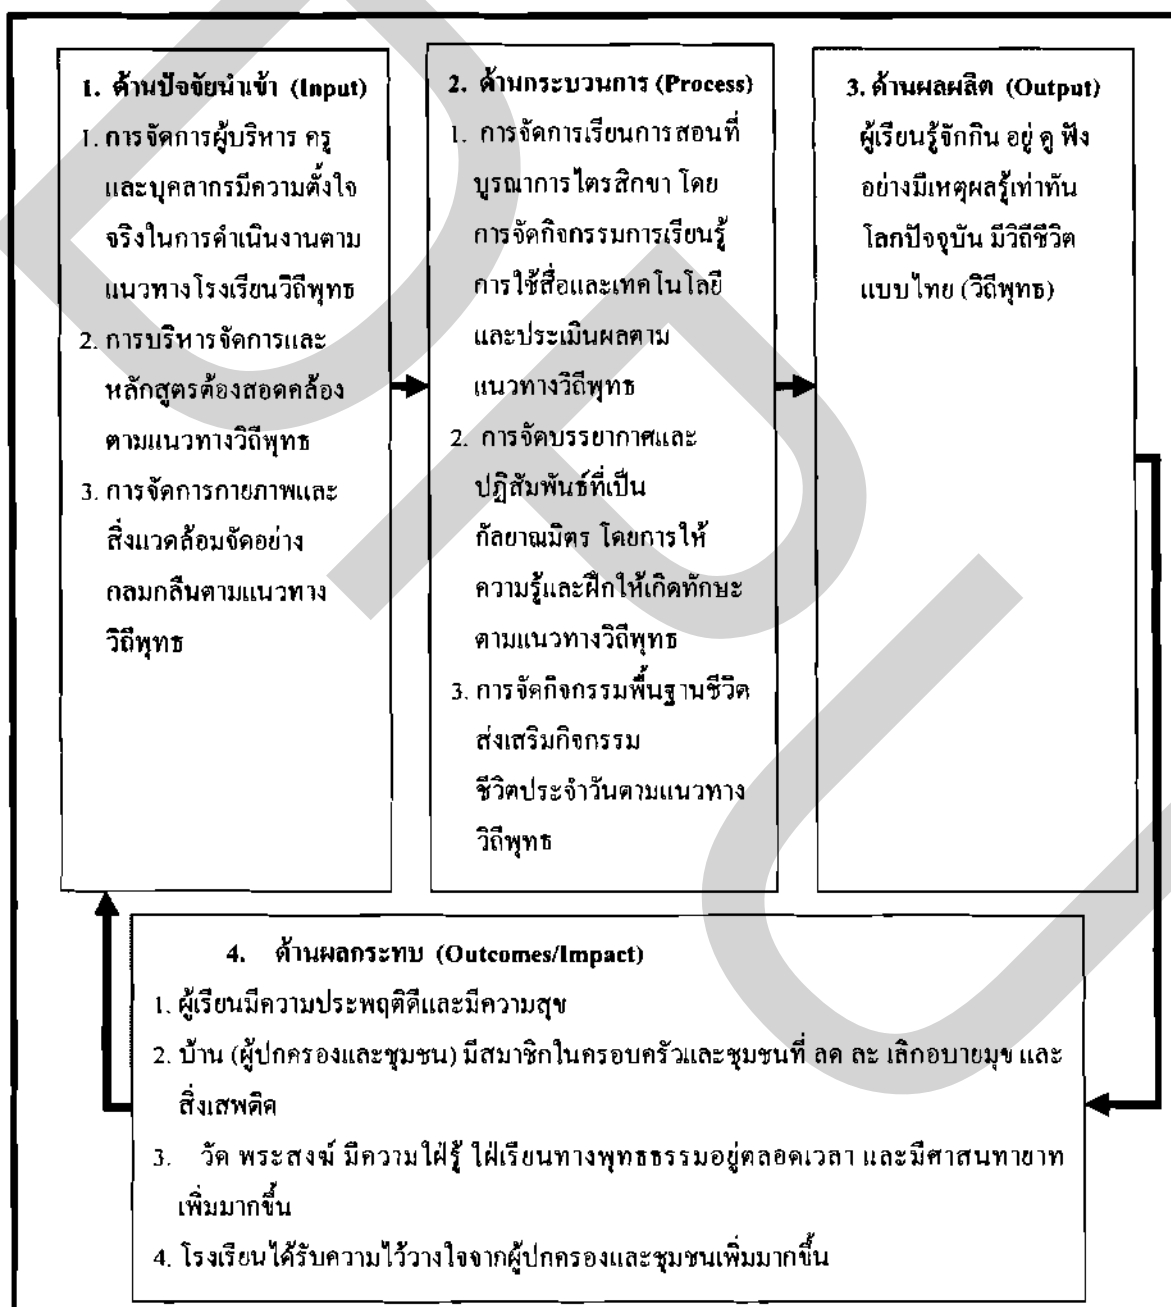 1. ด้านปัจจัยนำเข้า (Input)
1. การจัดการผู้บริหาร ครู
และบุคลากรมีความตั้งใจ
จริงในการดำเนินงานตาม
แนวทางโรงเรียนวิถีพุทธ
2. การบริหารจัดการและ
หลักสูตรต้องสอดคล้อง
ตามแนวทางวิถีพุทธ
3. การจัดการกายภาพและ
สิ่งแวดล้อมจัดอย่าง
กลมกลืนตามแนวทาง
วิถีพุทธ
2. ด้านกระบวนการ (Process)
1. การจัดการเรียนการสอนที่
บูรณาการไตรสิกขา โดย
การจัดกิจกรรมการเรียนรู้
การใช้สื่อและเทคโนโลยี
และประเมินผลตาม
แนวทางวิถีพุทธ
2. การจัดบรรยากาศและ
ปฏิสัมพันธ์ที่เป็น
กัลยาณมิตร โดยการให้
ความรู้และฝึกให้เกิดทักษะ
ตามแนวทางวิถีพุทธ
3. การจัดกิจกรรมพื้นฐานชีวิต
ส่งเสริมกิจกรรม
ชีวิตประจำวันตามแนวทาง
วิถีพุทธ
3. ด้านผลผลิต (Output)
ผู้เรียนรู้จักกิน อยู่ ดู ฟัง
อย่างมีเหตุผลรู้เท่าทัน
โลกปัจจุบัน มีวิถีชีวิต
แบบไทย (วิถีพุทธ)
4. ด้านผลกระทบ (Outcomes/Impact)
1. ผู้เรียนมีความประพฤติดีและมีความสุข
2. บ้าน (ผู้ปกครองและชุมชน) มีสมาชิกในครอบครัวและชุมชนที่ ลด ละ เลิกอบายมุข และ
สิ่งเสพติด
3. วัด พระสงฆ์ มีความใฝ่รู้ ใฝ่เรียนทางพุทธธรรมอยู่ตลอดเวลา และมีศาสนทายาท
เพิ่มมากขึ้น
4. โรงเรียนได้รับความไว้วางใจจากผู้ปกครองและชุมชนเพิ่มมากขึ้น
DPU